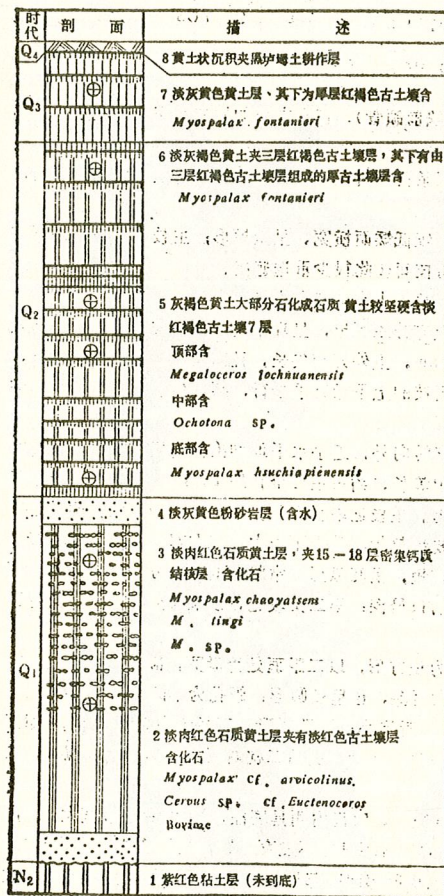 时代 剖 面 描 述
Q₄
8 黄土状沉积夹黑垆墣土耕作层
Q₃
7 淡灰黄色黄土层、其下为厚层红褐色古土壤含
Myospalax fontanieri
6 淡灰褐色黄土夹三层红褐色古土壤层，其下有由
三层红褐色古土壤层组成的厚古土壤层含
Myospalax fontanieri
Q₂
5 灰褐色黄土大部分石化成石质 黄土较坚硬含淡
红褐色古土壤7层
顶部含
Megaloceros lochuanensis
中部含
Ochotona sp.
底部含
Myospalax hsuchiapienensis
4 淡灰黄色粉砂岩层（含水）
3 淡肉红色石质黄土层，夹15－18层密集钙质
结核层 含化石
Myospalax chaoyatseni
M. tingi
M. sp.
Q₁
2 淡肉红色石质黄土层夹有淡红色古土壤层
含化石
Myospalax cf. arvicolinus.
Cervus sp. cf. Euctenoceros
Bovinae
N₂
1 紫红色粘土层（未到底）